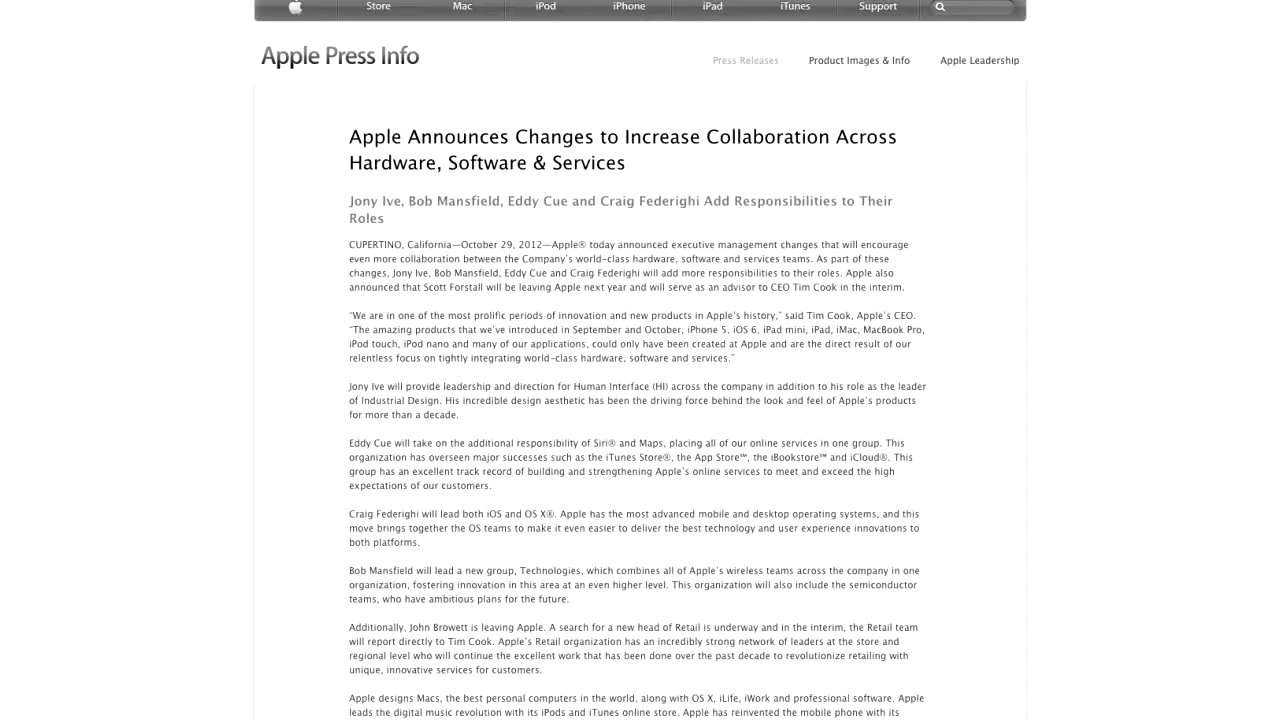 Store Mac iPod iPhone iPad iTunes Support
Apple Press Info
Press Releases Product Images & Info Apple Leadership
Apple Announces Changes to Increase Collaboration Across
Hardware, Software & Services
Jony Ive, Bob Mansfield, Eddy Cue and Craig Federighi Add Responsibilities to Their
Roles
CUPERTINO, California—October 29, 2012—Apple® today announced executive management changes that will encourage
even more collaboration between the Company's world-class hardware, software and services teams. As part of these
changes, Jony Ive, Bob Mansfield, Eddy Cue and Craig Federighi will add more responsibilities to their roles. Apple also
announced that Scott Forstall will be leaving Apple next year and will serve as an advisor to CEO Tim Cook in the interim.
“We are in one of the most prolific periods of innovation and new products in Apple's history,” said Tim Cook, Apple's CEO.
“The amazing products that we've introduced in September and October, iPhone 5, iOS 6, iPad mini, iPad, iMac, MacBook Pro,
iPod touch, iPod nano and many of our applications, could only have been created at Apple and are the direct result of our
relentless focus on tightly integrating world-class hardware, software and services.”
Jony Ive will provide leadership and direction for Human Interface (HI) across the company in addition to his role as the leader
of Industrial Design. His incredible design aesthetic has been the driving force behind the look and feel of Apple's products
for more than a decade.
Eddy Cue will take on the additional responsibility of Siri® and Maps, placing all of our online services in one group. This
organization has overseen major successes such as the iTunes Store®, the App Store℠, the iBookstore℠ and iCloud®. This
group has an excellent track record of building and strengthening Apple's online services to meet and exceed the high
expectations of our customers.
Craig Federighi will lead both iOS and OS X®. Apple has the most advanced mobile and desktop operating systems, and this
move brings together the OS teams to make it even easier to deliver the best technology and user experience innovations to
both platforms.
Bob Mansfield will lead a new group, Technologies, which combines all of Apple's wireless teams across the company in one
organization, fostering innovation in this area at an even higher level. This organization will also include the semiconductor
teams, who have ambitious plans for the future.
Additionally, John Browett is leaving Apple. A search for a new head of Retail is underway and in the interim, the Retail team
will report directly to Tim Cook. Apple's Retail organization has an incredibly strong network of leaders at the store and
regional level who will continue the excellent work that has been done over the past decade to revolutionize retailing with
unique, innovative services for customers.
Apple designs Macs, the best personal computers in the world, along with OS X, iLife, iWork and professional software. Apple
leads the digital music revolution with its iPods and iTunes online store. Apple has reinvented the mobile phone with its